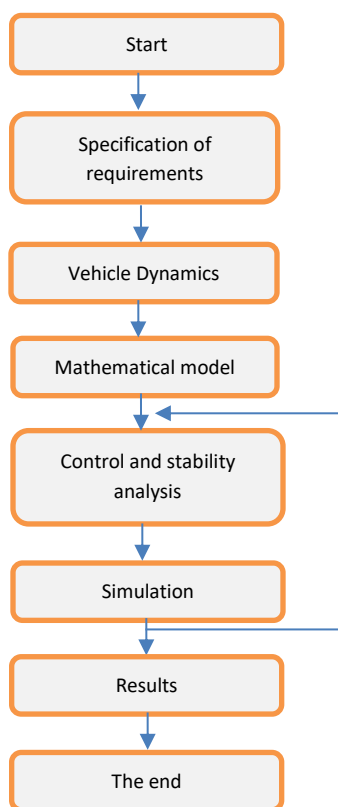 Start
Specification of
requirements
Vehicle Dynamics
Mathematical model
Control and stability
analysis
Simulation
Results
The end